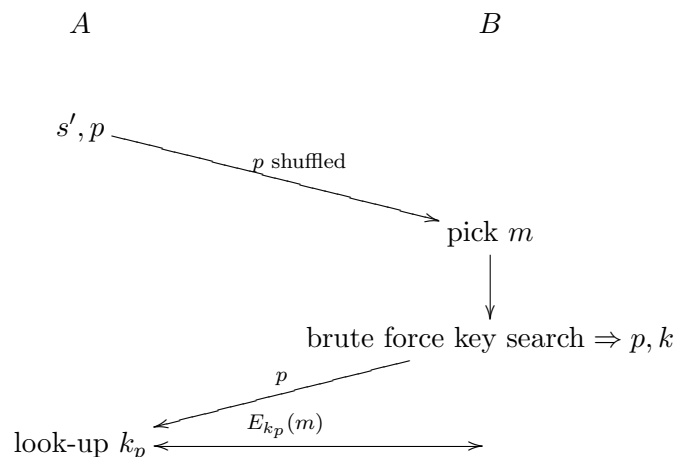 A B
s′, p
p shuffled
pick m
brute force key search ⇒ p, k
p
E_{k_p}(m)
look-up k_p